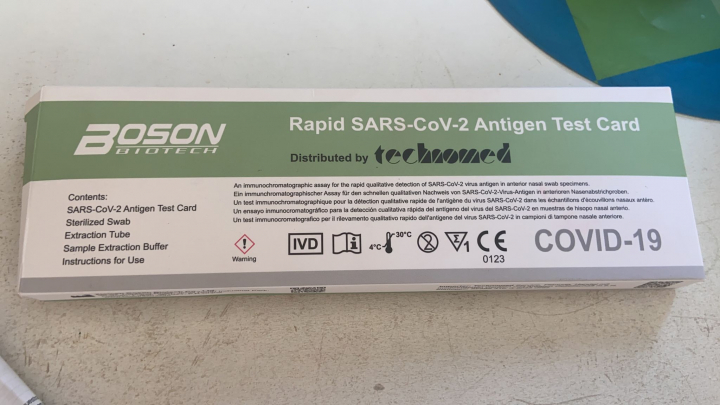 BOSON
BIOTECH
Rapid SARS-CoV-2 Antigen Test Card
Distributed by technomed
An immunochromatographic assay for the rapid qualitative detection of SARS-CoV-2 virus antigen in anterior nasal swab specimens.
Ein immunchromatographischer Assay für den schnellen qualitativen Nachweis von SARS-CoV-2-Virus-Antigen in anterioren Nasenabstrichproben.
Un test immunochromatographique pour la détection qualitative rapide de l'antigène du virus SARS-CoV-2 dans les échantillons d'écouvillons nasaux antéro.
Un ensayo inmunocromatográfico para la detección cualitativa rápida del antígeno del virus del SARS-CoV-2 en muestras de hisopo nasal anterio.
Un test immunocromatografico per il rilevamento qualitativo rapido dell'antigene del virus SARS-CoV-2 in campioni di tampone nasale anteriore.
Contents:
SARS-CoV-2 Antigen Test Card
Sterilized Swab
Extraction Tube
Sample Extraction Buffer
Instructions for Use
Warning
IVD
4°C
30°C
2
Σ 1
CE
0123
COVID-19